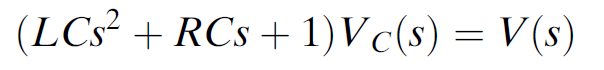 (LCs² + RCs + 1)V_C(s) = V(s)